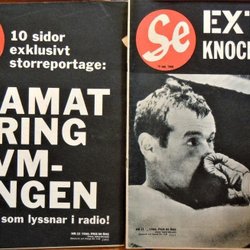 10 sidor
exklusivt
storreportage:
AMAT
RING
VM-
NGEN
som lyssnar i radio!
Se
EXT
KNOCK